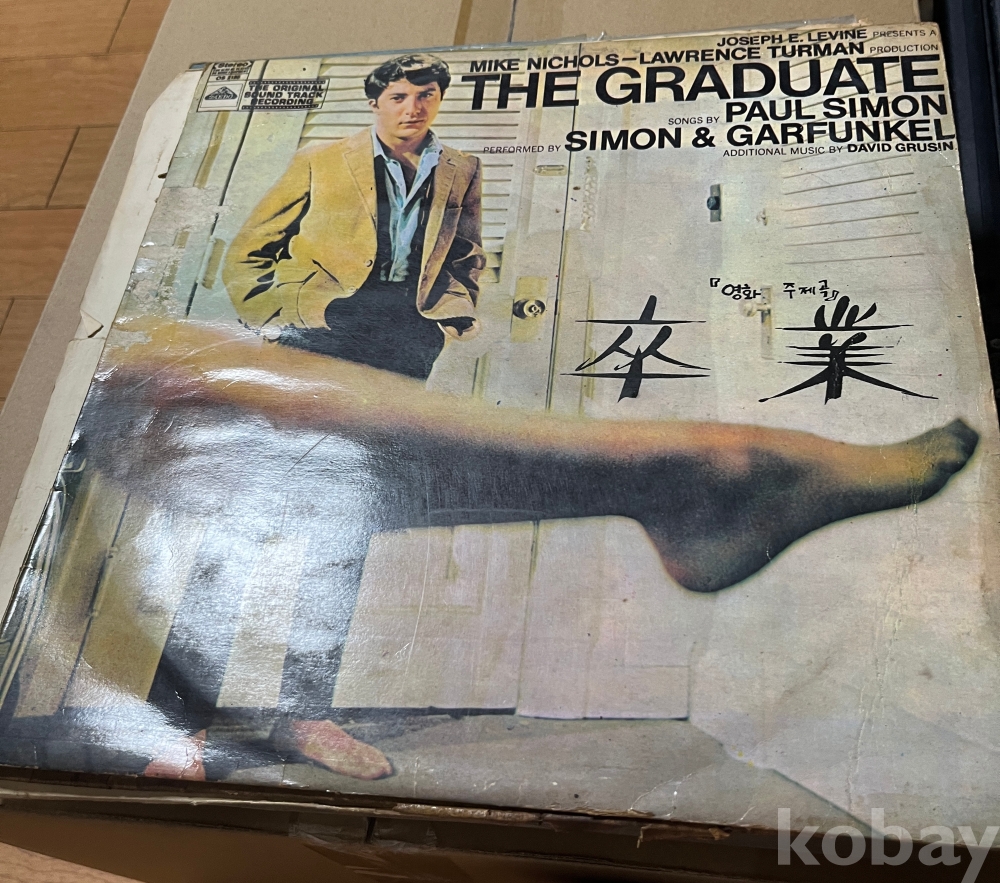 Stereo
THE ORIGINAL
SOUND TRACK
RECORDING
JOSEPH E. LEVINE PRESENTS A
MIKE NICHOLS–LAWRENCE TURMAN PRODUCTION
THE GRADUATE
SONGS BY PAUL SIMON
PERFORMED BY SIMON & GARFUNKEL
ADDITIONAL MUSIC BY DAVID GRUSIN
『영화 주제곡』
卒業
kobay